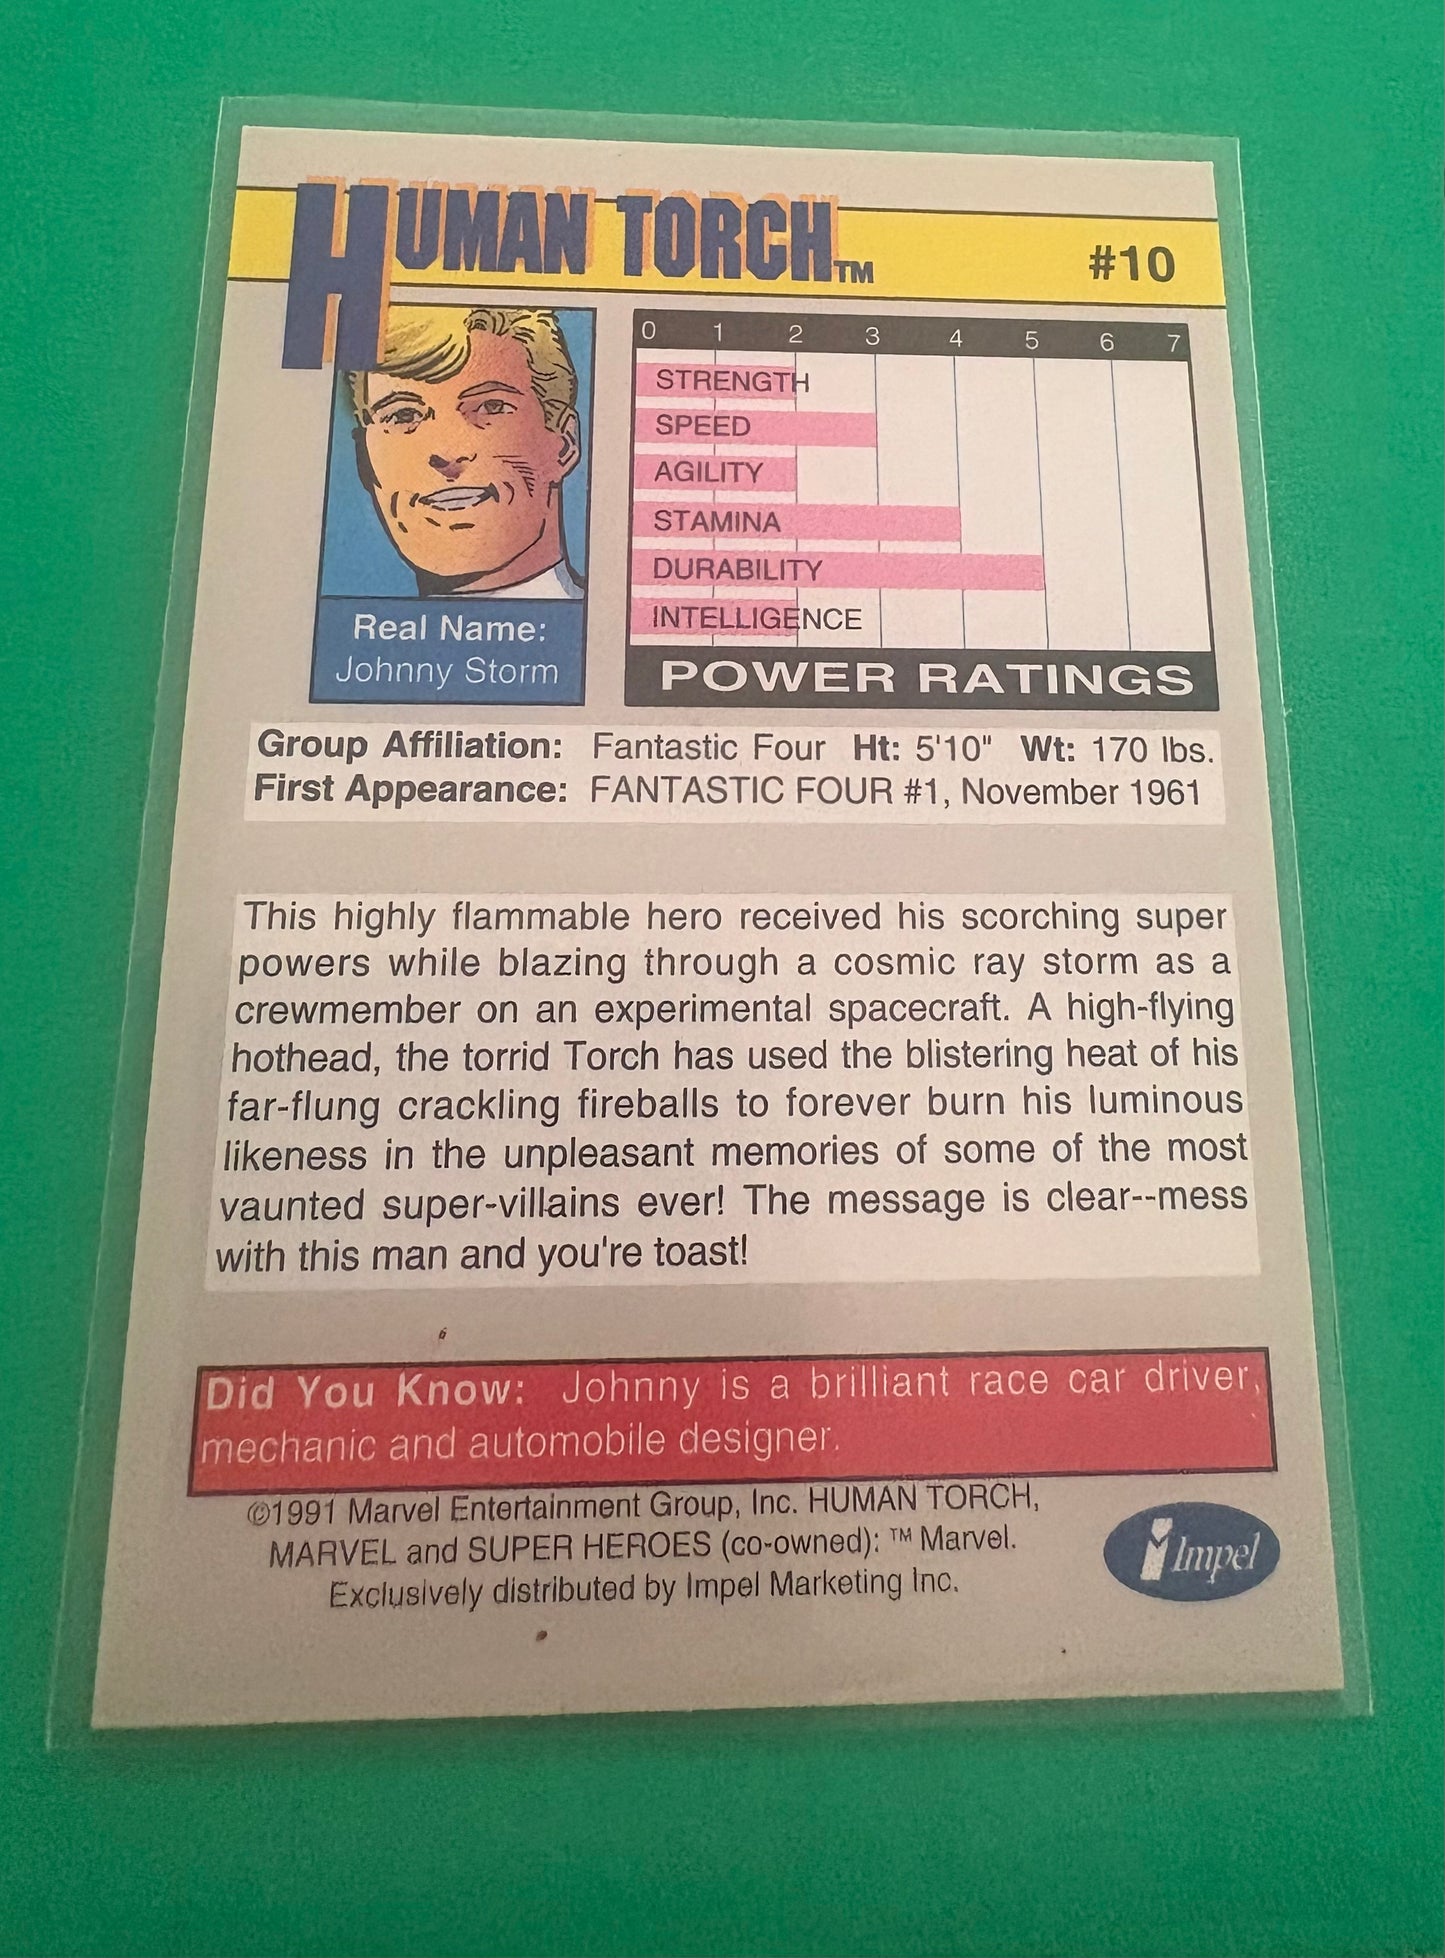 HUMAN TORCH™ #10
0 1 2 3 4 5 6 7
STRENGTH
SPEED
AGILITY
STAMINA
DURABILITY
INTELLIGENCE
POWER RATINGS
Real Name:
Johnny Storm
Group Affiliation: Fantastic Four Ht: 5'10" Wt: 170 lbs.
First Appearance: FANTASTIC FOUR #1, November 1961
This highly flammable hero received his scorching super
powers while blazing through a cosmic ray storm as a
crewmember on an experimental spacecraft. A high-flying
hothead, the torrid Torch has used the blistering heat of his
far-flung crackling fireballs to forever burn his luminous
likeness in the unpleasant memories of some of the most
vaunted super-villains ever! The message is clear--mess
with this man and you're toast!
Did You Know: Johnny is a brilliant race car driver,
mechanic and automobile designer.
©1991 Marvel Entertainment Group, Inc. HUMAN TORCH,
MARVEL and SUPER HEROES (co-owned): ™ Marvel.
Exclusively distributed by Impel Marketing Inc.
Impel